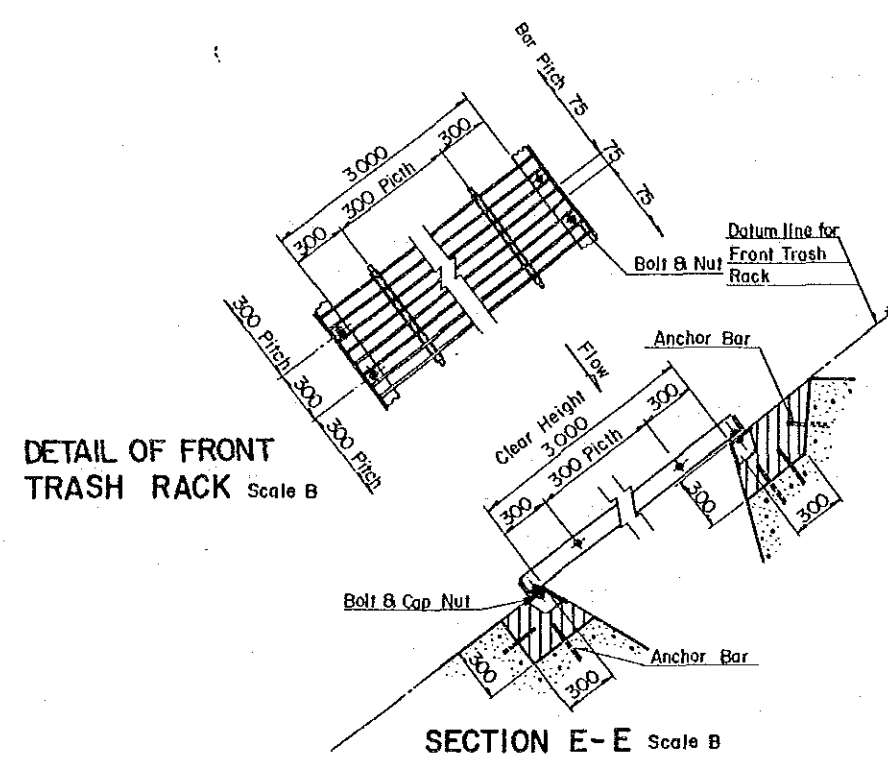 Bar Pitch 75
75
75
3000
300
300 Picth
300
Datum line for
Front Trash
Rack
Bolt & Nut
300 Pitch
300
300 Pitch
Anchor Bar
Flow
Clear Height
3000
300
300 Picth
300
300
300
DETAIL OF FRONT
TRASH RACK Scale B
Bolt & Cap Nut
Anchor Bar
300
300
SECTION E-E Scale B